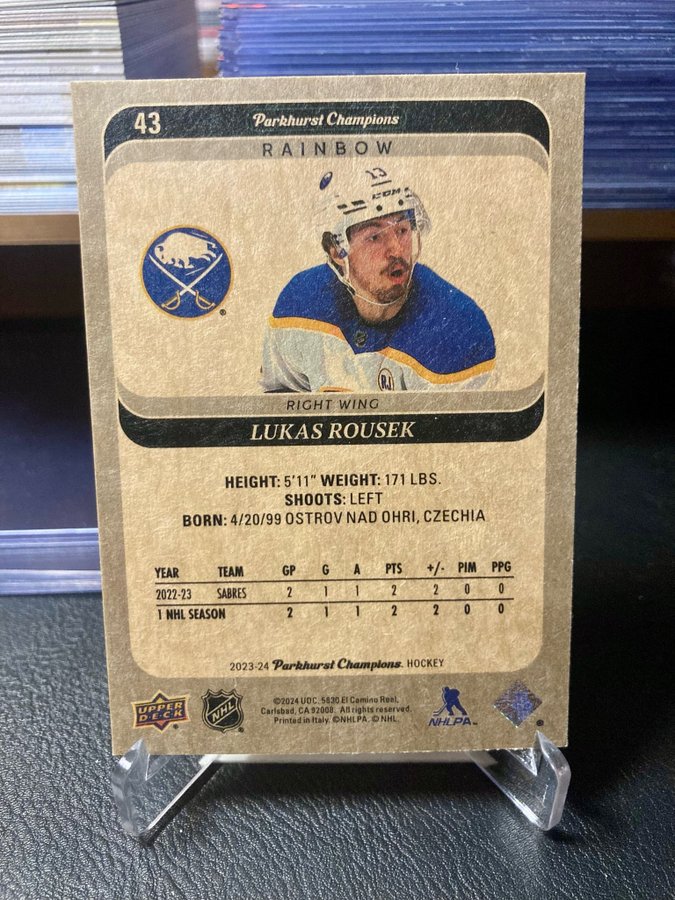 43
Parkhurst Champions
RAINBOW
13
CCM
RJ
®
RIGHT WING
LUKAS ROUSEK
HEIGHT: 5'11" WEIGHT: 171 LBS.
SHOOTS: LEFT
BORN: 4/20/99 OSTROV NAD OHRI, CZECHIA
YEAR TEAM GP G A PTS +/- PIM PPG
2022-23 SABRES 2 1 1 2 2 0 0
1 NHL SEASON 2 1 1 2 2 0 0
2023-24 Parkhurst Champions. HOCKEY
UPPER DECK
NHL
©2024 UDC. 5830 El Camino Real,
Carlsbad, CA 92008. All rights reserved.
Printed in Italy. ©NHLPA. © NHL.
NHLPA
®